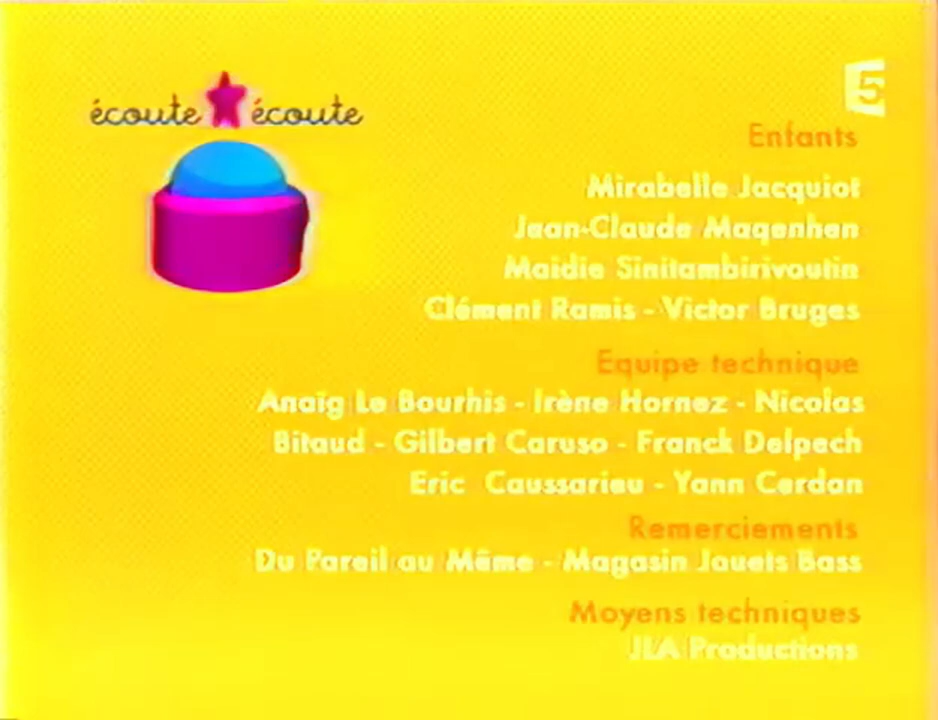 5
écoute écoute
Enfants
Mirabelle Jacquiot
Jean-Claude Maqenhen
Maidie Sinitambirivoutin
Clément Ramis - Victor Bruges
Equipe technique
Anaïg Le Bourhis - Irène Hornez - Nicolas
Bitaud - Gilbert Caruso - Franck Delpech
Eric Caussarieu - Yann Cerdan
Remerciements
Du Pareil au Même - Magasin Jouets Bass
Moyens techniques
JLA Productions